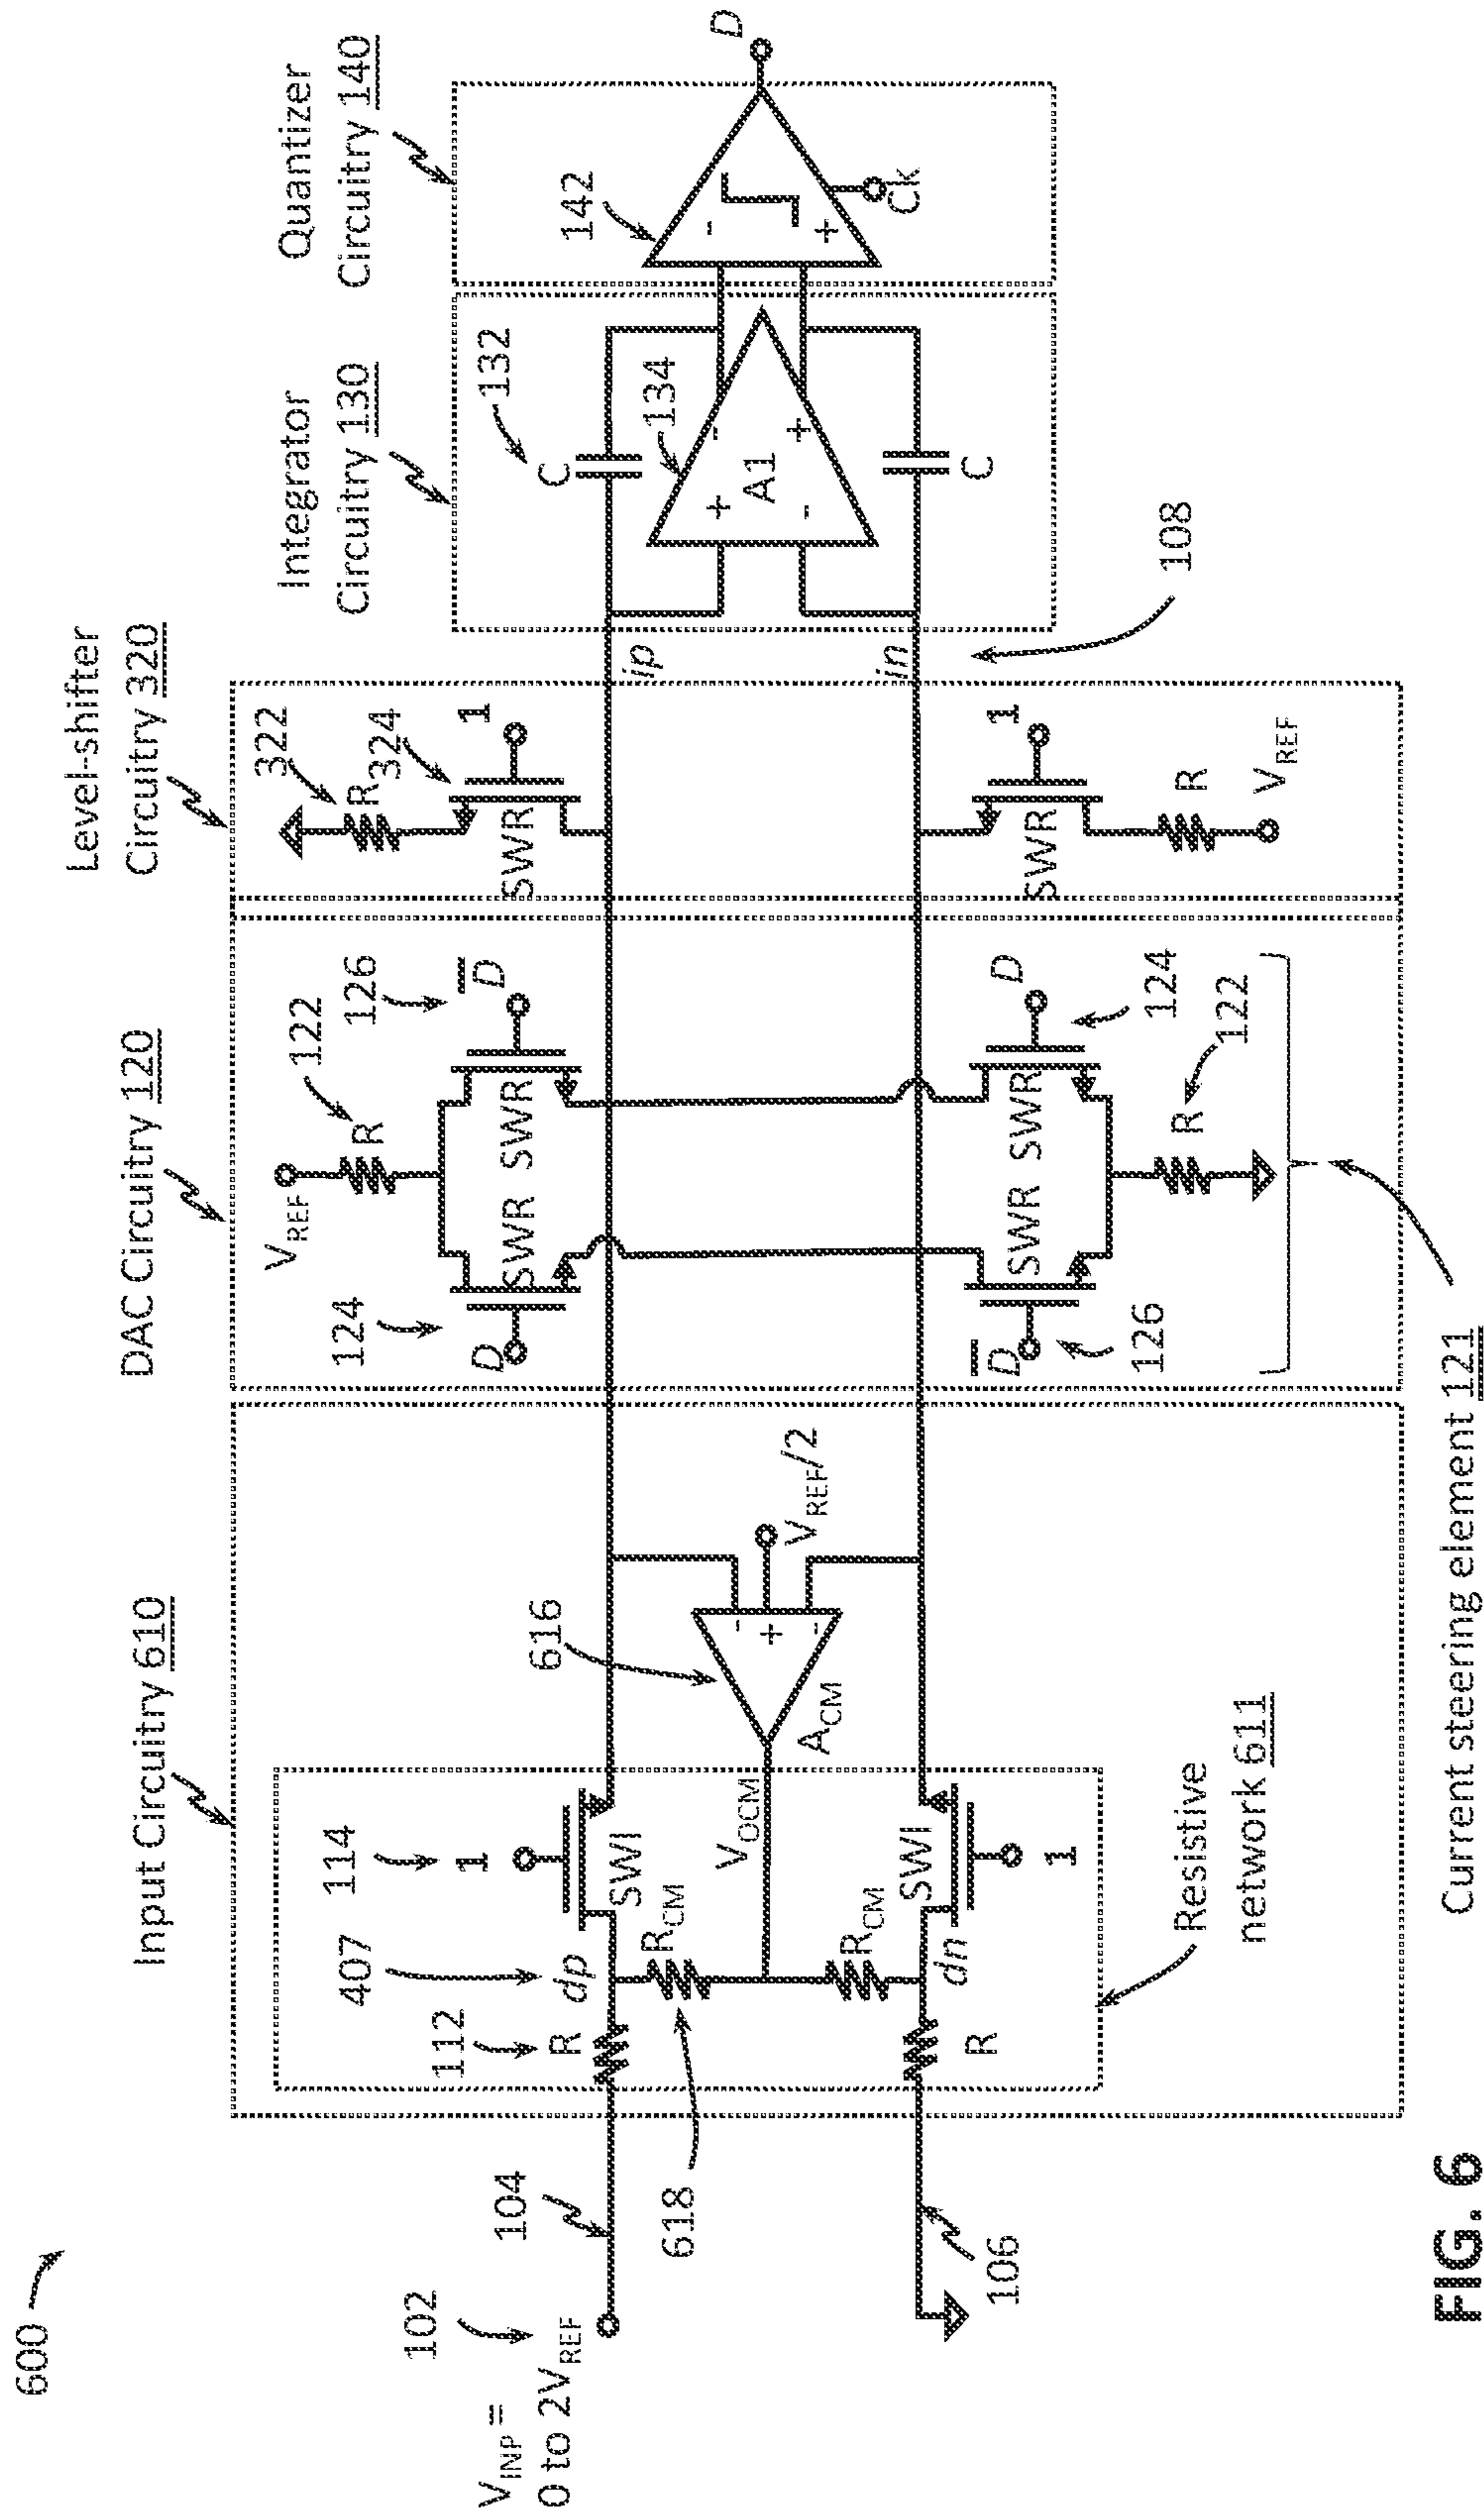 600
102
V_INP =
0 to 2V_REF
104
106
Input Circuitry 610
112
407
114
R
dp
1
SWI
R_CM
618
V_OCM
R_CM
SWI
dn
1
R
616
A_CM
-
+
-
V_REF/2
Resistive
network 611
DAC Circuitry 120
V_REF
R
122
124
D
SWR
SWR
126
D̅
D̅
SWR
SWR
D
126
124
R
122
Current steering element 121
Level-shifter
Circuitry 320
322
R
324
SWR
1
ip
in
SWR
1
R
V_REF
108
Integrator
Circuitry 130
132
C
134
+
-
A1
-
+
C
Quantizer
Circuitry 140
142
-
+
Ck
D
FIG. 6